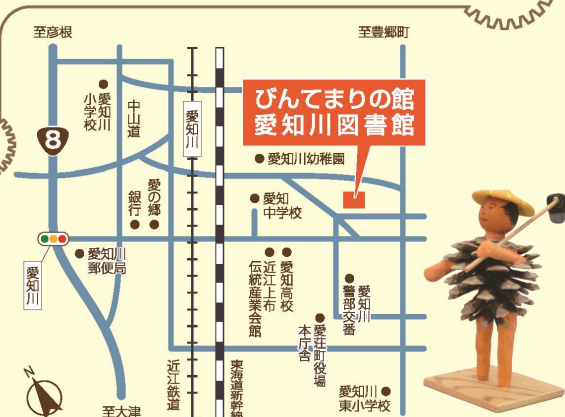 至彦根
至豊郷町
愛知川
小学校
中山道
愛知川
びんてまりの館
愛知川図書館
8
愛知川幼稚園
愛の郷
銀行
愛知
中学校
愛知川
郵便局
愛知川
愛知高校
近江上布
伝統産業会館
愛知川
警部交番
愛荘町役場
本庁舎
近江鉄道
東海道新幹線
愛知川
東小学校
N
至大津